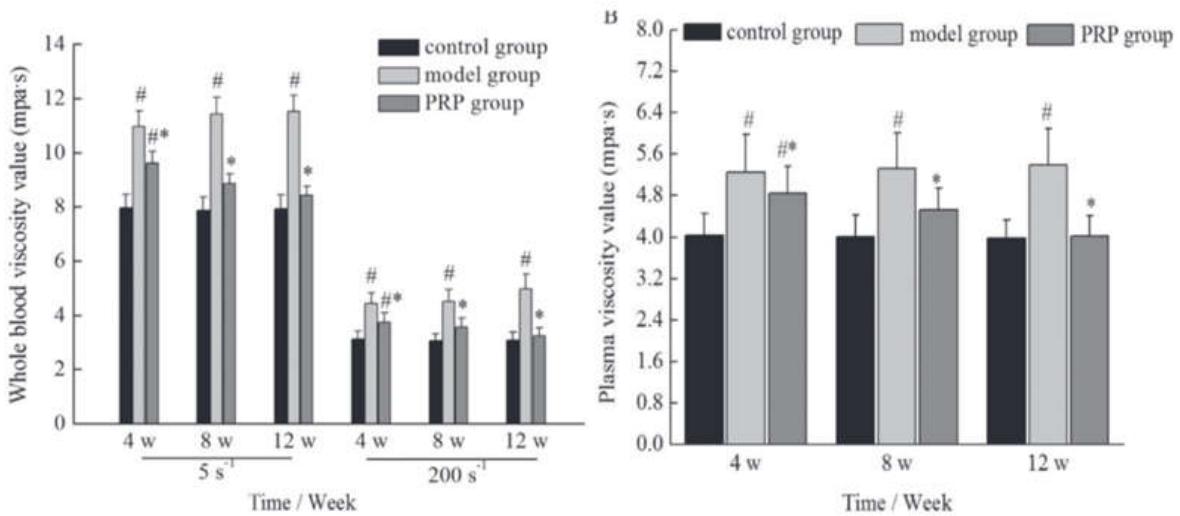 Whole blood viscosity value (mpa·s)
14
12
10
8
6
4
2
0
control group
model group
PRP group
#
#*
#
*
#
*
#
#*
#
*
#
*
4 w
8 w
12 w
4 w
8 w
12 w
5 s⁻¹
200 s⁻¹
Time / Week
B
Plasma viscosity value (mpa·s)
8.0
7.2
6.4
5.6
4.8
4.0
3.2
2.4
1.6
0.8
0.0
control group
model group
PRP group
#
#*
#
*
#
*
4 w
8 w
12 w
Time / Week